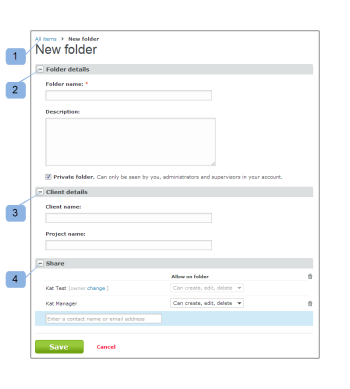 All items › New folder
1
New folder
Folder details
2
Folder name: *
Description:
Private folder. Can only be seen by you, administrators and supervisors in your account.
Client details
3
Client name:
Project name:
Share
4
Allow on folder
Kat Test [owner change ] Can create, edit, delete
Kat Manager Can create, edit, delete
Enter a contact name or email address
Save Cancel